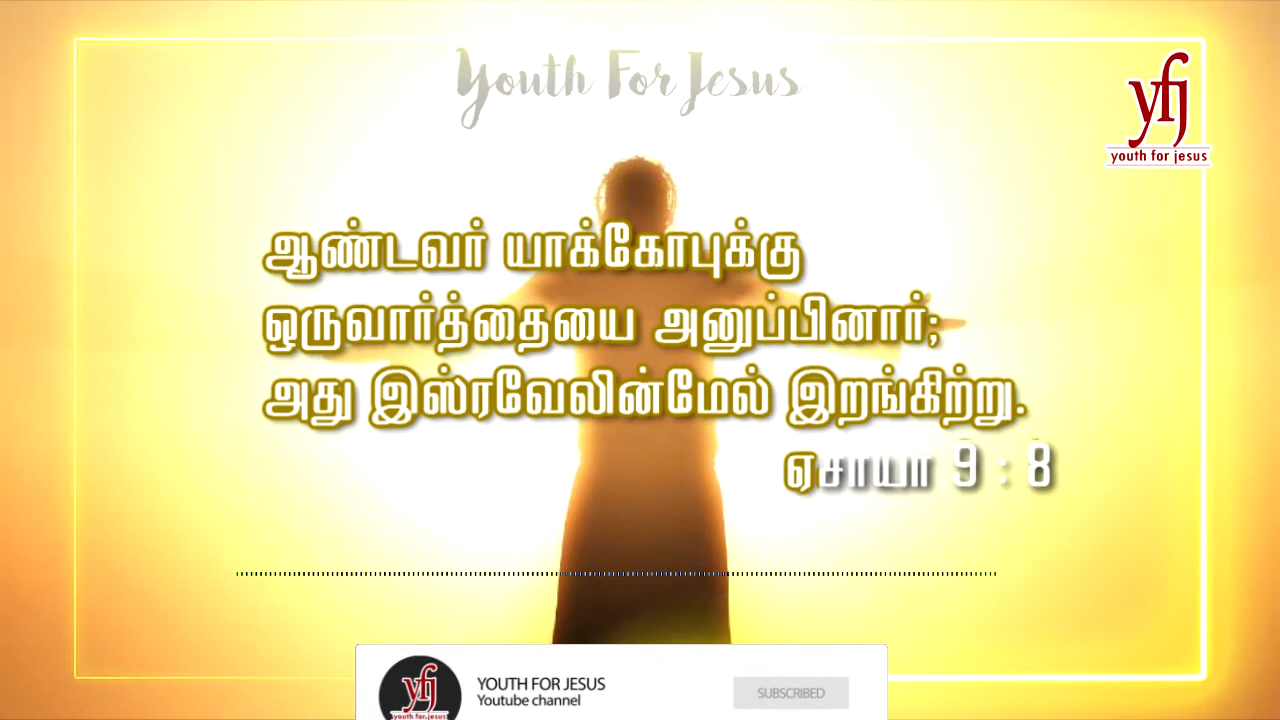 Youth For Jesus
yfj
youth for jesus
ஆண்டவர் யாக்கோபுக்கு
ஒருவார்த்தையை அனுப்பினார்;
அது இஸ்ரவேலின்மேல் இறங்கிற்று.
ஏசாயா 9 : 8
yfj
youth for jesus
YOUTH FOR JESUS
Youtube channel
SUBSCRIBED